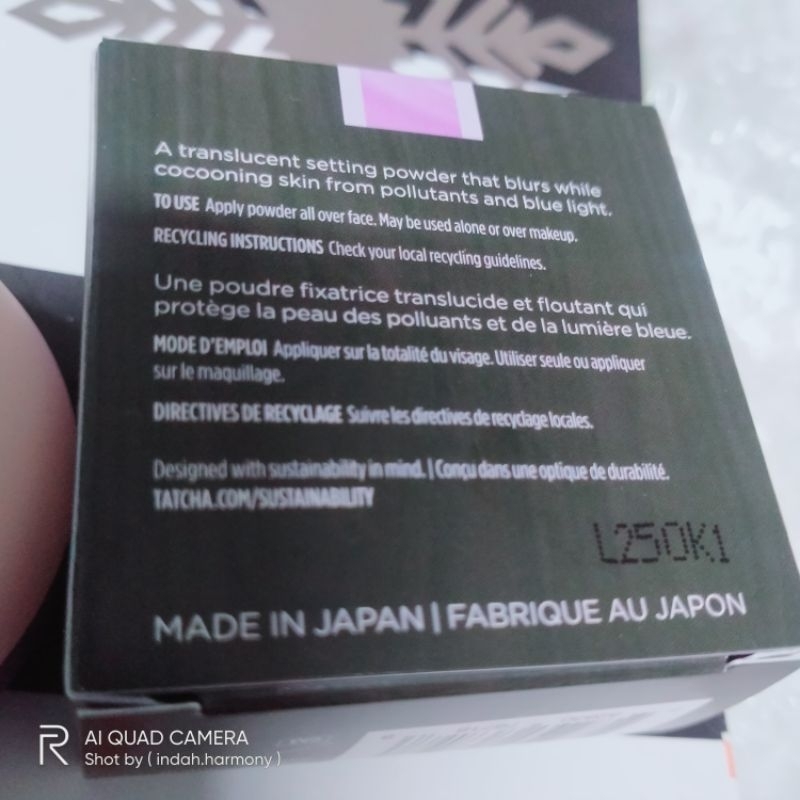 A translucent setting powder that blurs while
cocooning skin from pollutants and blue light.
TO USE Apply powder all over face. May be used alone or over makeup.
RECYCLING INSTRUCTIONS Check your local recycling guidelines.
Une poudre fixatrice translucide et floutant qui
protège la peau des polluants et de la lumière bleue.
MODE D'EMPLOI Appliquer sur la totalité du visage. Utiliser seule ou appliquer
sur le maquillage.
DIRECTIVES DE RECYCLAGE Suivre les directives de recyclage locales.
Designed with sustainability in mind. | Conçu dans une optique de durabilité.
TATCHA.COM/SUSTAINABILITY
L250K1
MADE IN JAPAN | FABRIQUE AU JAPON
R
AI QUAD CAMERA
Shot by ( indah.harmony )